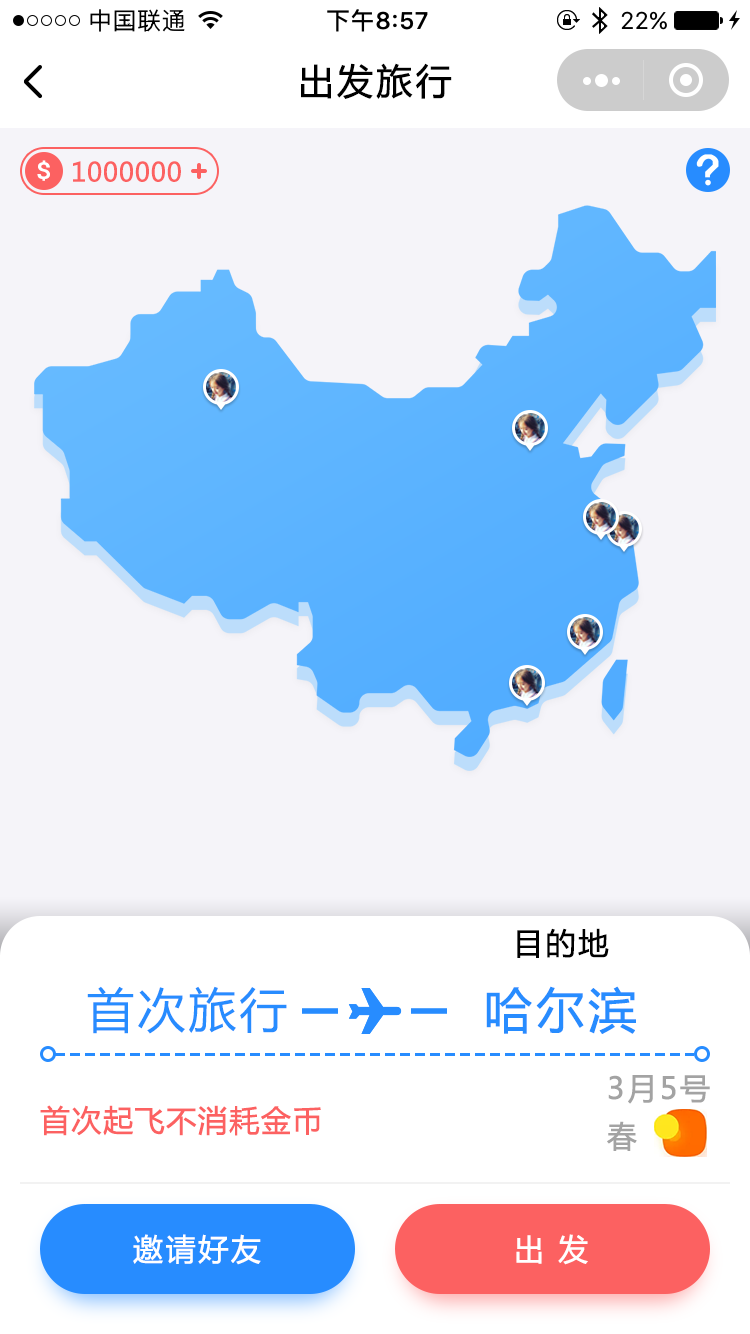 中国联通 下午8:57 22%
出发旅行
$ 1000000 +
?
目的地
首次旅行 哈尔滨
3月5号
首次起飞不消耗金币
春
邀请好友 出 发